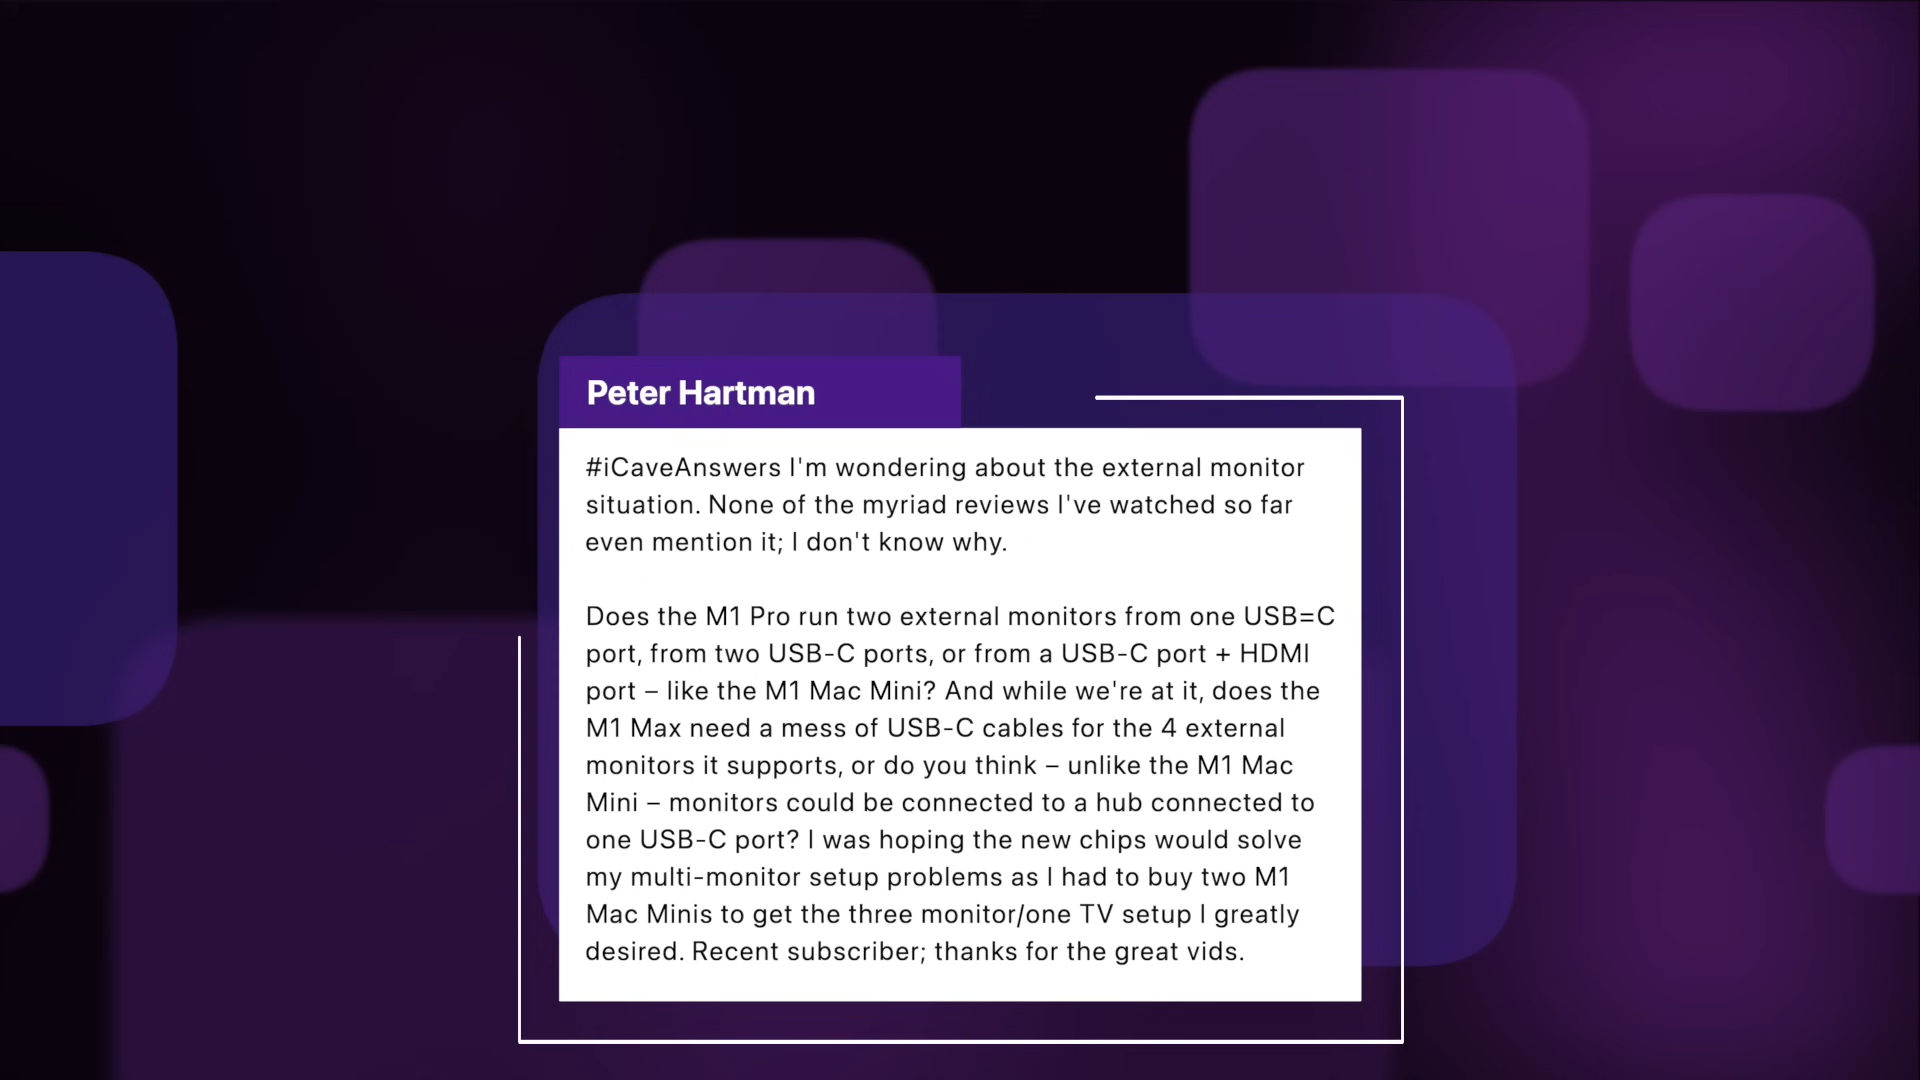 Peter Hartman
#iCaveAnswers I'm wondering about the external monitor
situation. None of the myriad reviews I've watched so far
even mention it; I don't know why.
Does the M1 Pro run two external monitors from one USB=C
port, from two USB-C ports, or from a USB-C port + HDMI
port – like the M1 Mac Mini? And while we're at it, does the
M1 Max need a mess of USB-C cables for the 4 external
monitors it supports, or do you think – unlike the M1 Mac
Mini – monitors could be connected to a hub connected to
one USB-C port? I was hoping the new chips would solve
my multi-monitor setup problems as I had to buy two M1
Mac Minis to get the three monitor/one TV setup I greatly
desired. Recent subscriber; thanks for the great vids.